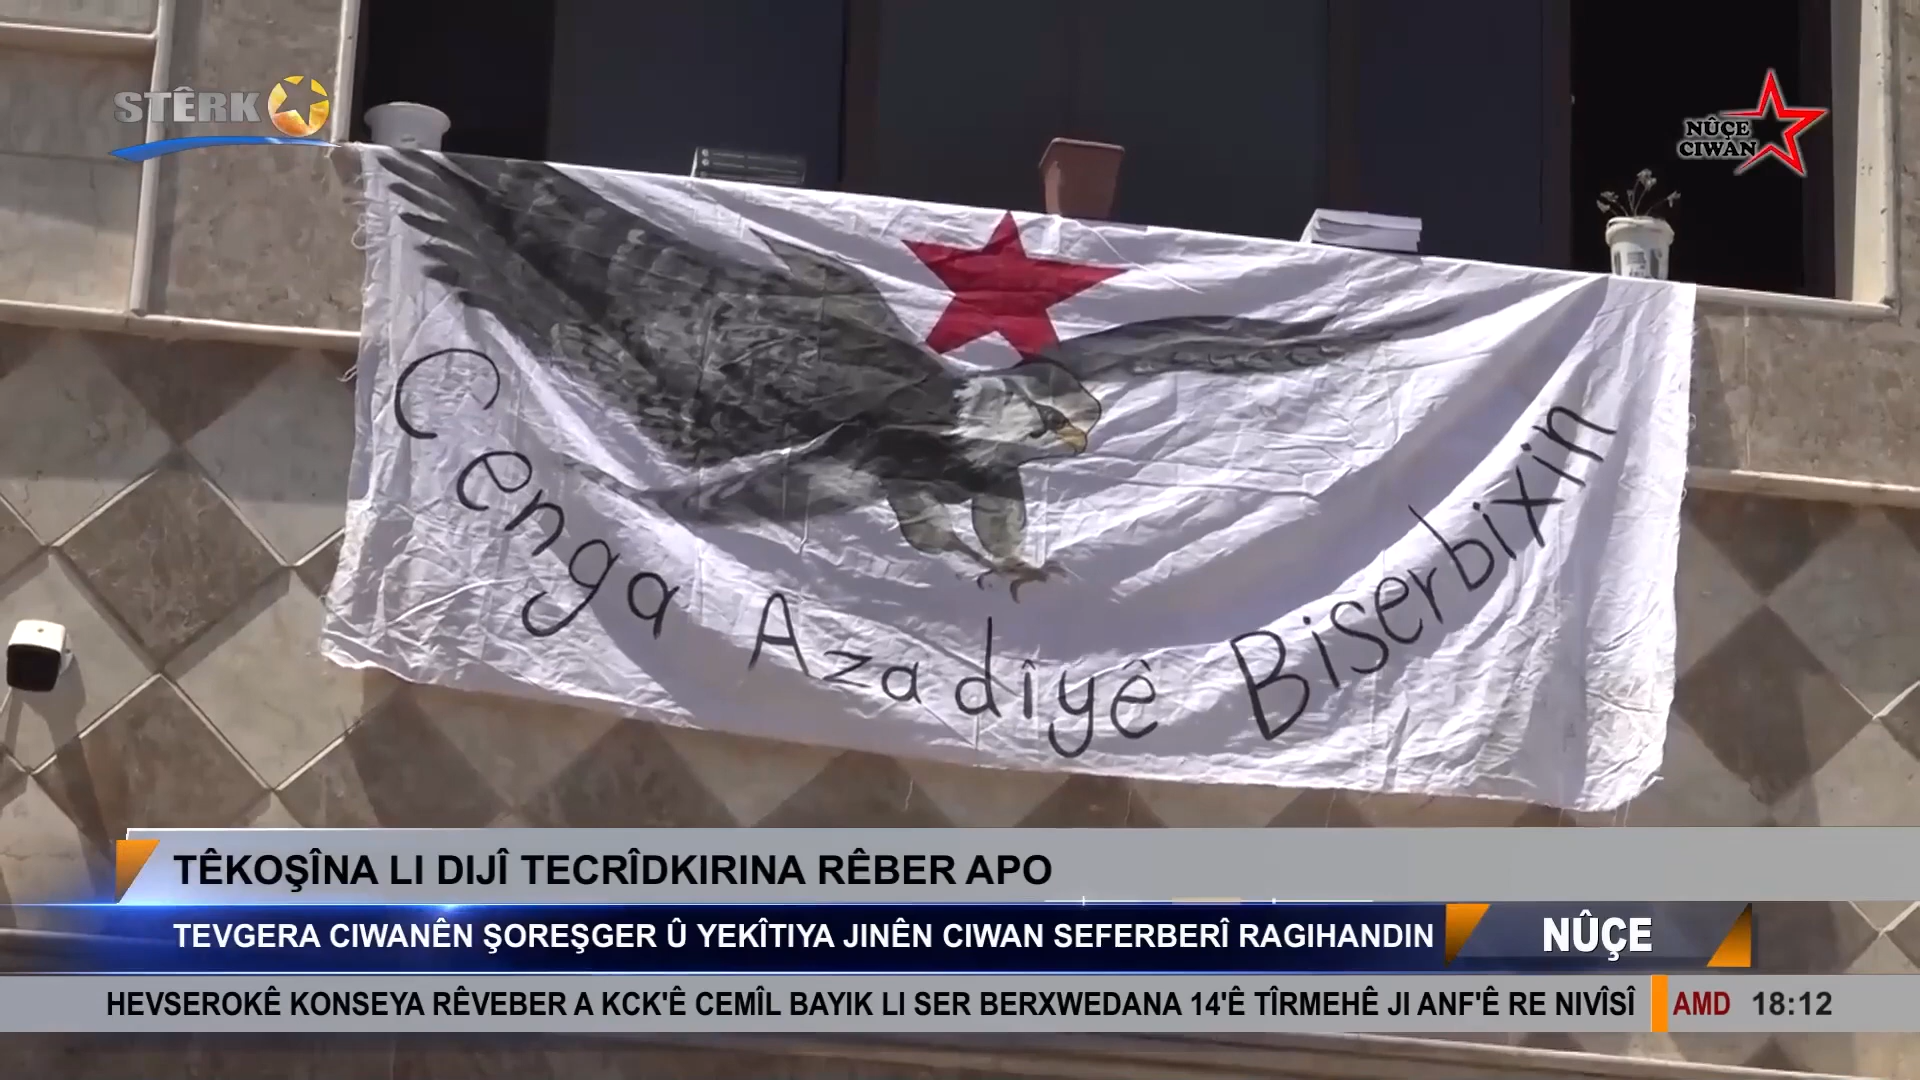 STÊRK
NÛÇE
CIWAN
Cenga Azadîyê Biserbixin
TÊKOŞÎNA LI DIJÎ TECRÎDKIRINA RÊBER APO
TEVGERA CIWANÊN ŞOREŞGER Û YEKÎTIYA JINÊN CIWAN SEFERBERÎ RAGIHANDIN
NÛÇE
HEVSEROKÊ KONSEYA RÊVEBER A KCK'Ê CEMÎL BAYIK LI SER BERXWEDANA 14'Ê TÎRMEHÊ JI ANF'Ê RE NIVÎSÎ
AMD 18:12